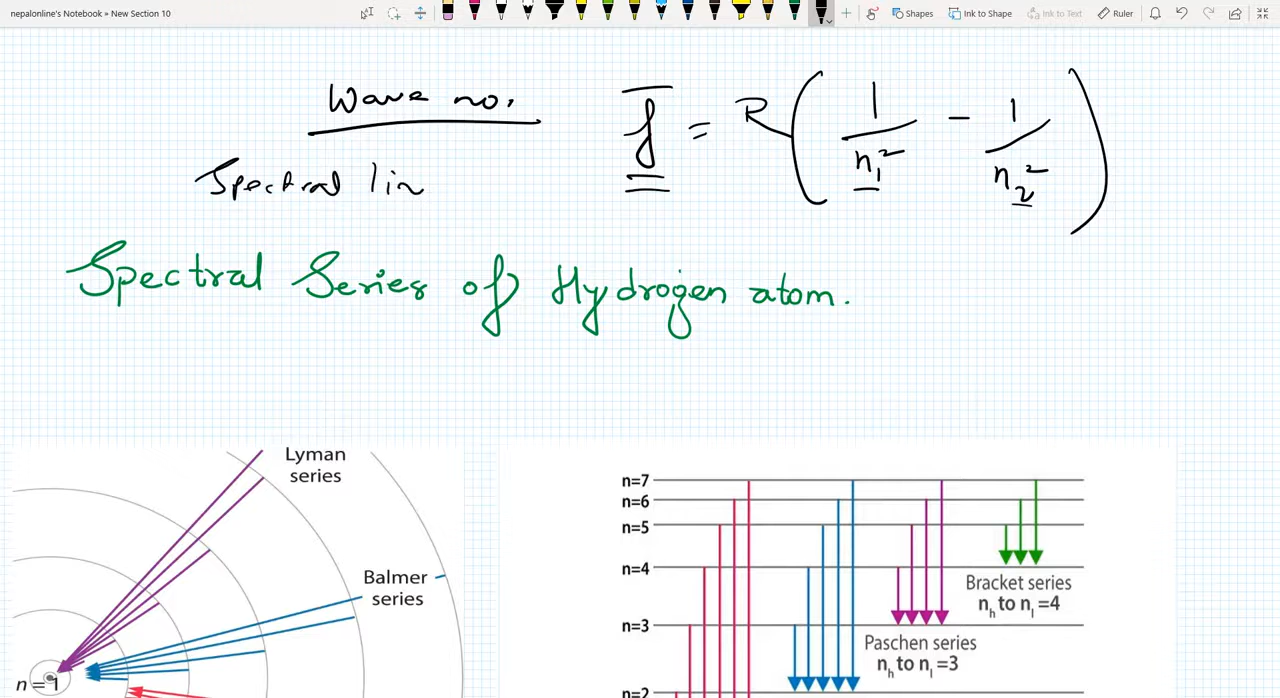 nepalonline's Notebook » New Section 10
Shapes Ink to Shape Ink to Text Ruler
Wave no. f̅ = R(1/n₁² - 1/n₂²)
Spectral lin
Spectral Series of Hydrogen atom.
Lyman
series
Balmer
series
n=1
n=7
n=6
n=5
n=4
Bracket series
nₕ to nₗ =4
n=3
Paschen series
nₕ to nₗ =3
n=2